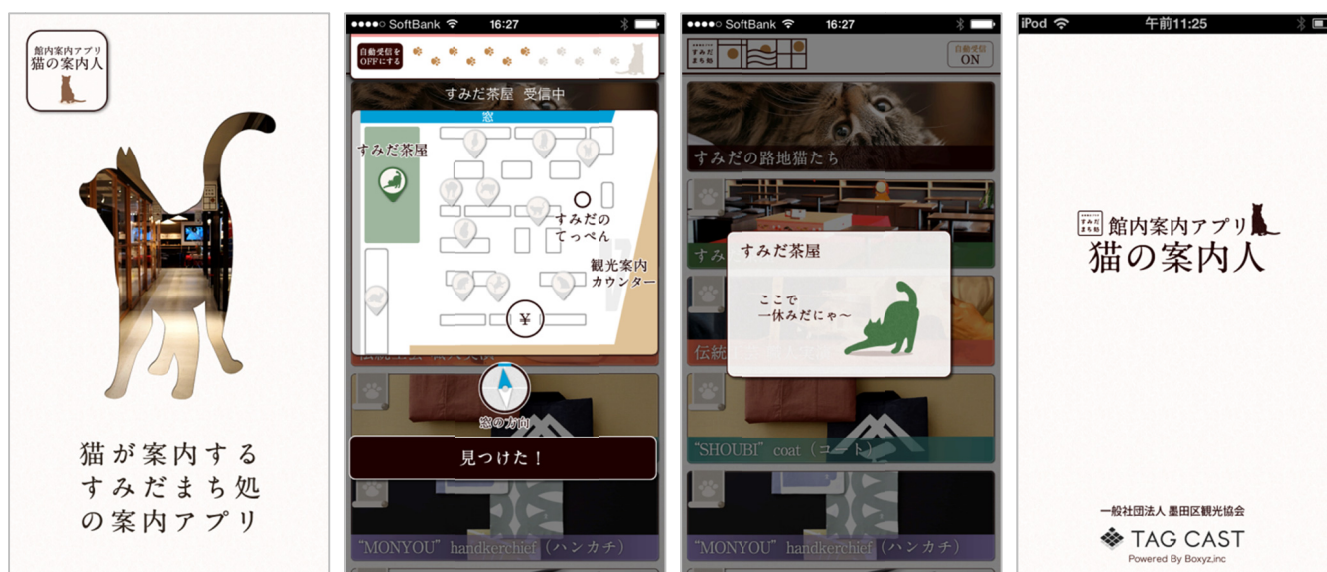 館内案内アプリ
猫の案内人
猫が案内する
すみだまち処
の案内アプリ
SoftBank 16:27
自動受信を
OFFにする
すみだ茶屋 受信中
窓
すみだ茶屋
すみだの
てっぺん
観光案内
カウンター
¥
窓の方向
見つけた！
"MONYOU" handkerchief（ハンカチ）
SoftBank 16:27
すみだ
まち処
自動受信
ON
すみだの路地猫たち
すみ
すみだ茶屋
ここで
一休みだにゃ〜
伝統
"SHOUBI" coat（コート）
"MONYOU" handkerchief（ハンカチ）
iPod 午前11:25
すみだ
まち処
館内案内アプリ
猫の案内人
一般社団法人 墨田区観光協会
TAG CAST
Powered By Boxyz,inc